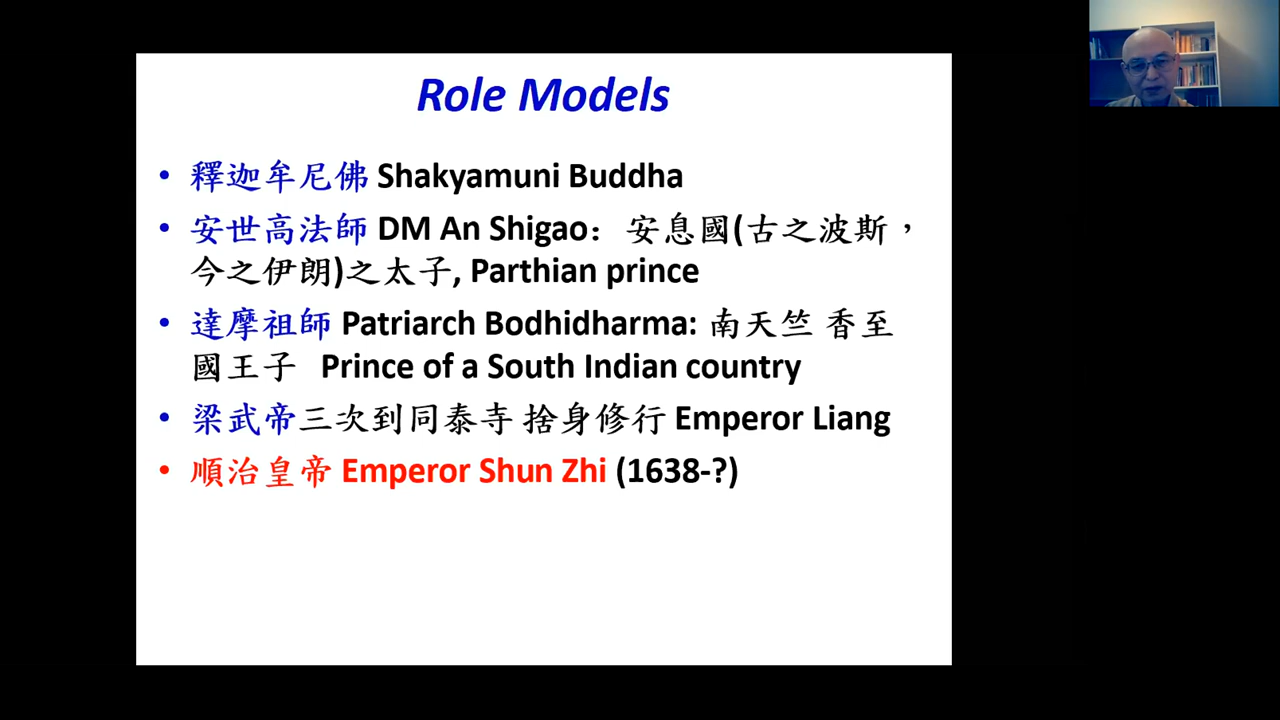 Role Models
• 釋迦牟尼佛 Shakyamuni Buddha
• 安世高法師 DM An Shigao：安息國(古之波斯，
今之伊朗)之太子, Parthian prince
• 達摩祖師 Patriarch Bodhidharma: 南天竺 香至
國王子 Prince of a South Indian country
• 梁武帝三次到同泰寺 捨身修行 Emperor Liang
• 順治皇帝 Emperor Shun Zhi (1638-?)